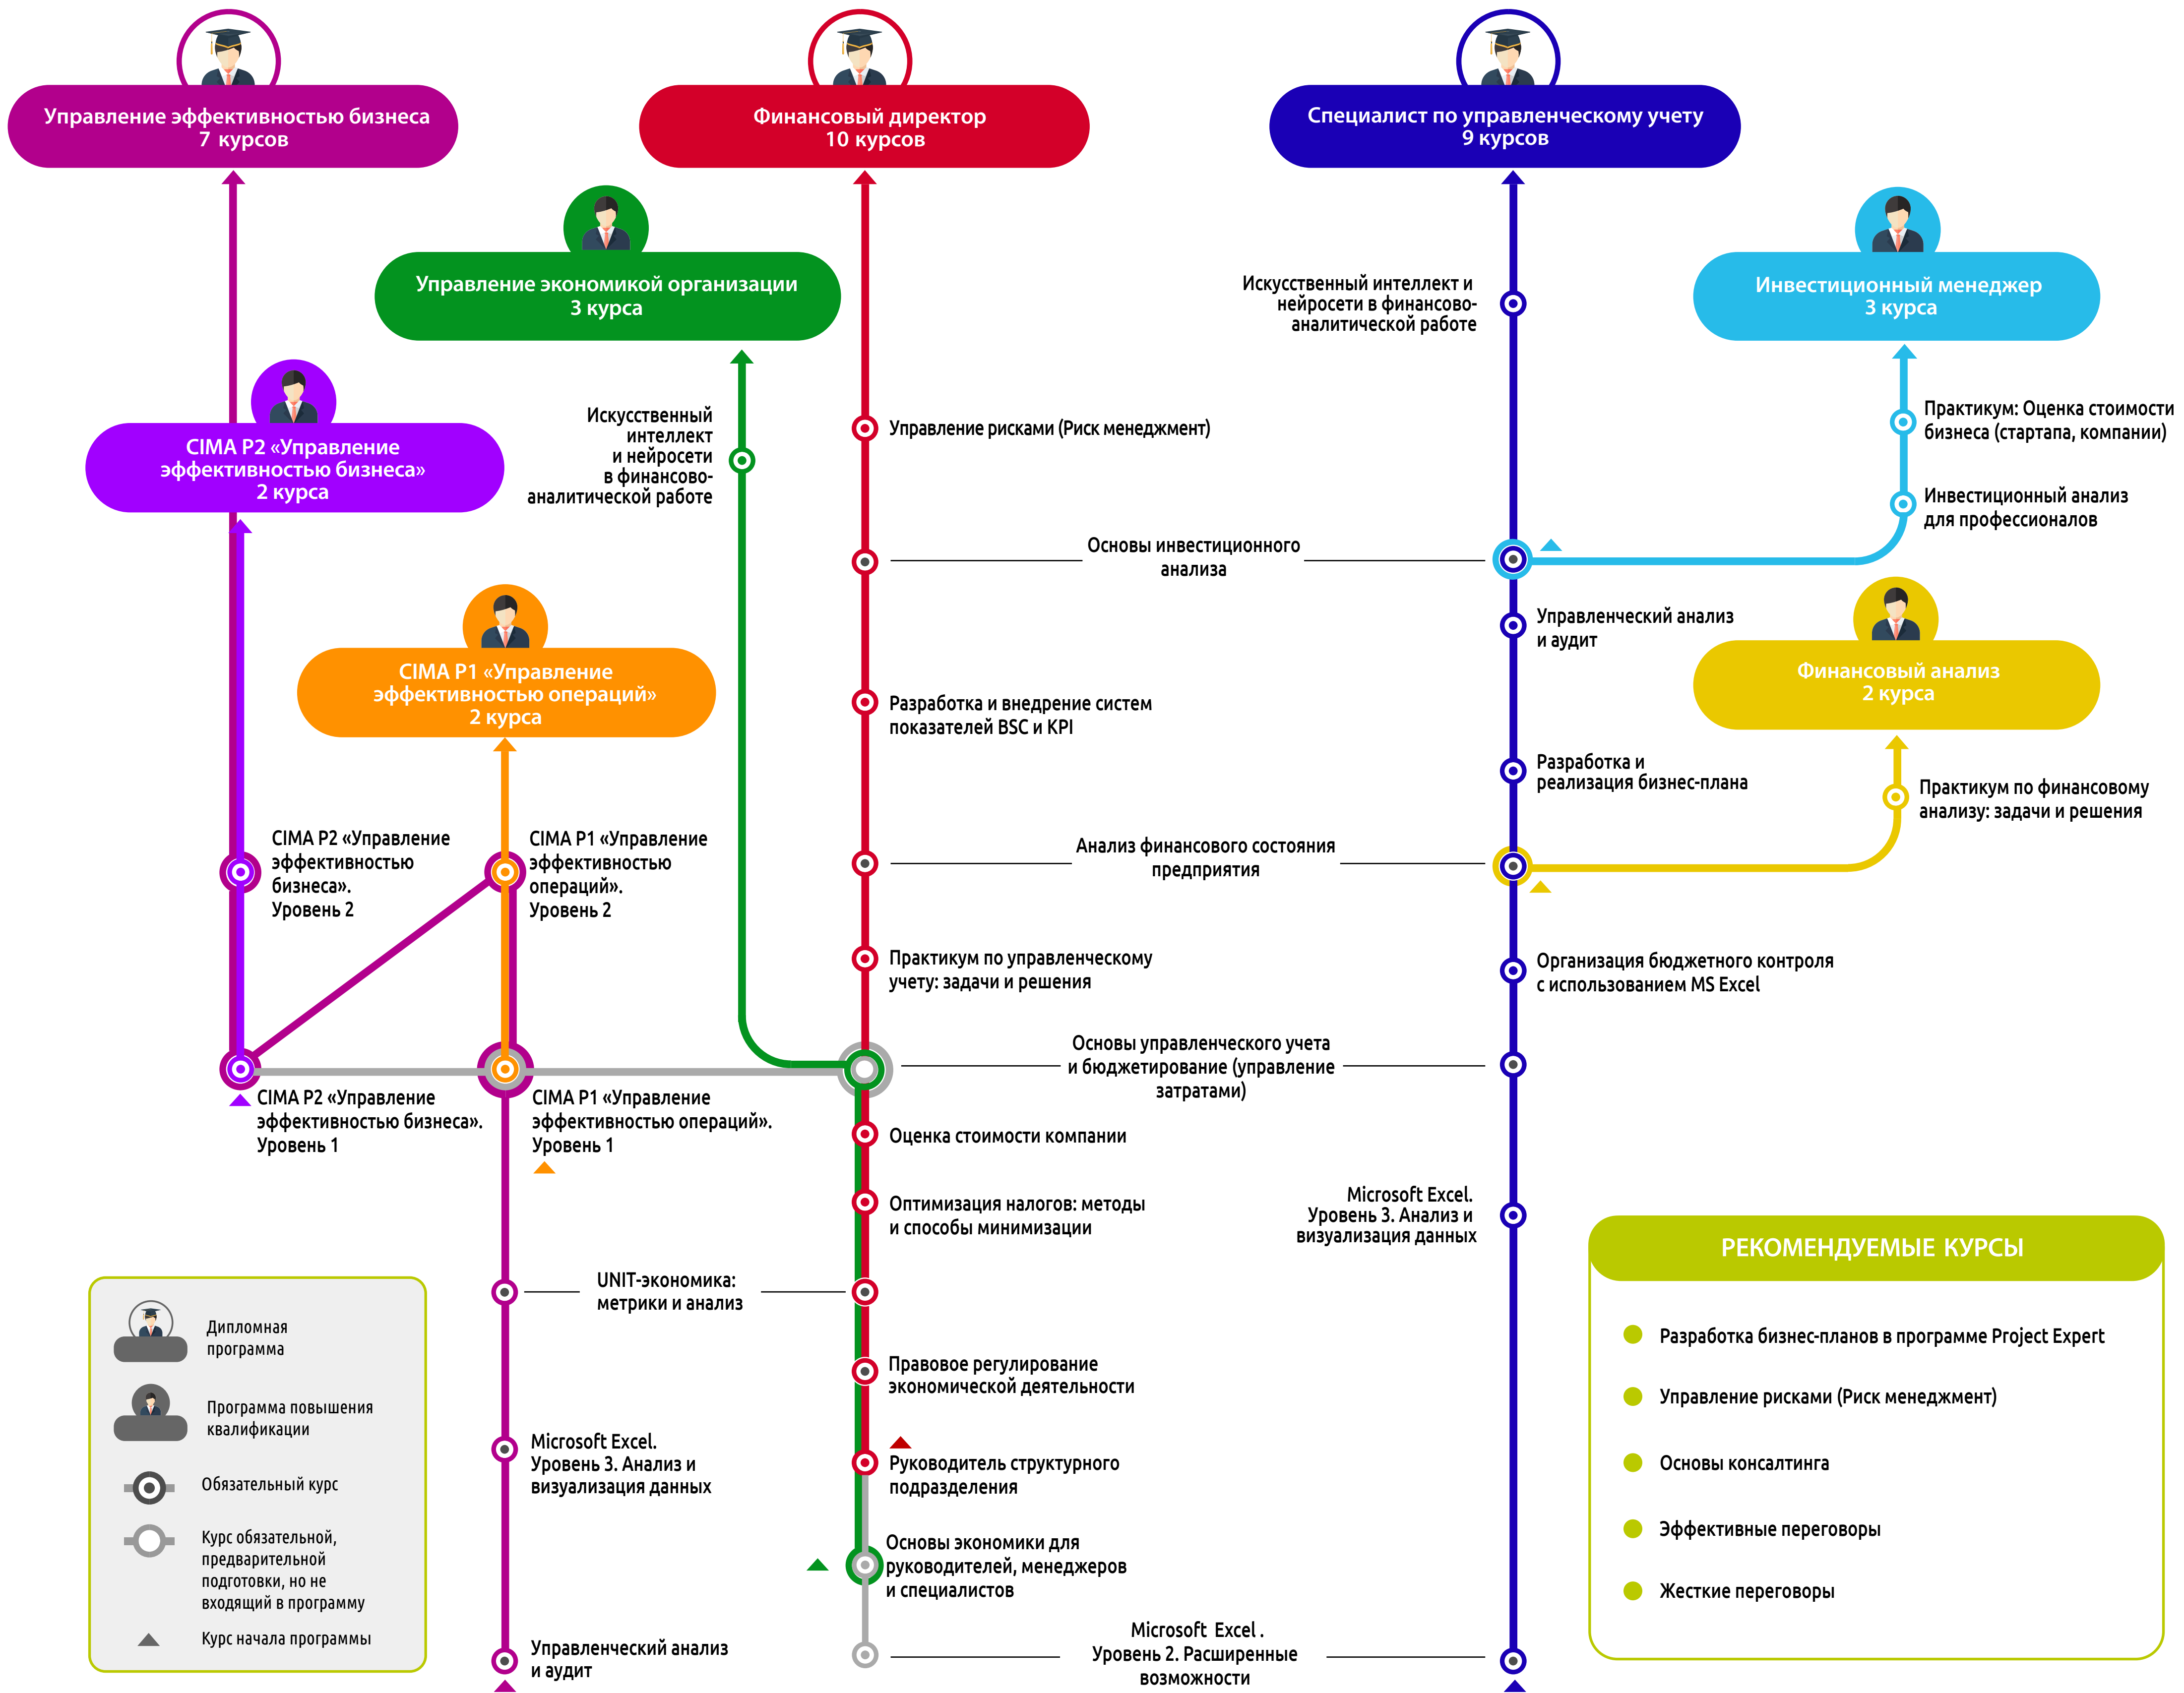 Управление эффективностью бизнеса
7 курсов
Финансовый директор
10 курсов
Специалист по управленческому учету
9 курсов
Управление экономикой организации
3 курса
Инвестиционный менеджер
3 курса
Искусственный интеллект и
нейросети в финансово-
аналитической работе
Искусственный
интеллект
и нейросети
в финансово-
аналитической работе
Управление рисками (Риск менеджмент)
Практикум: Оценка стоимости
бизнеса (стартапа, компании)
CIMA P2 «Управление
эффективностью бизнеса»
2 курса
Инвестиционный анализ
для профессионалов
Основы инвестиционного
анализа
Управленческий анализ
и аудит
CIMA P1 «Управление
эффективностью операций»
2 курса
Финансовый анализ
2 курса
Разработка и внедрение систем
показателей BSC и KPI
Разработка и
реализация бизнес-плана
Практикум по финансовому
анализу: задачи и решения
CIMA P2 «Управление
эффективностью
бизнеса».
Уровень 2
CIMA P1 «Управление
эффективностью
операций».
Уровень 2
Анализ финансового состояния
предприятия
Практикум по управленческому
учету: задачи и решения
Организация бюджетного контроля
с использованием MS Excel
Основы управленческого учета
и бюджетирование (управление
затратами)
CIMA P2 «Управление
эффективностью бизнеса».
Уровень 1
CIMA P1 «Управление
эффективностью операций».
Уровень 1
Оценка стоимости компании
Оптимизация налогов: методы
и способы минимизации
Microsoft Excel.
Уровень 3. Анализ и
визуализация данных
UNIT-экономика:
метрики и анализ
Правовое регулирование
экономической деятельности
Microsoft Excel.
Уровень 3. Анализ и
визуализация данных
Руководитель структурного
подразделения
Основы экономики для
руководителей, менеджеров
и специалистов
Управленческий анализ
и аудит
Microsoft Excel .
Уровень 2. Расширенные
возможности
РЕКОМЕНДУЕМЫЕ КУРСЫ
Разработка бизнес-планов в программе Project Expert
Управление рисками (Риск менеджмент)
Основы консалтинга
Эффективные переговоры
Жесткие переговоры
Дипломная
программа
Программа повышения
квалификации
Обязательный курс
Курс обязательной,
предварительной
подготовки, но не
входящий в программу
Курс начала программы